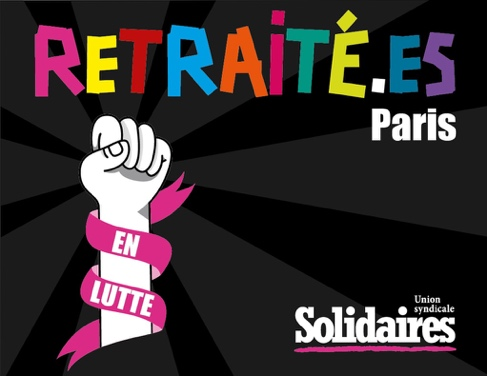 RETRAITÉ.ES
Paris
EN
LUTTE
Union
syndicale
Solidaires